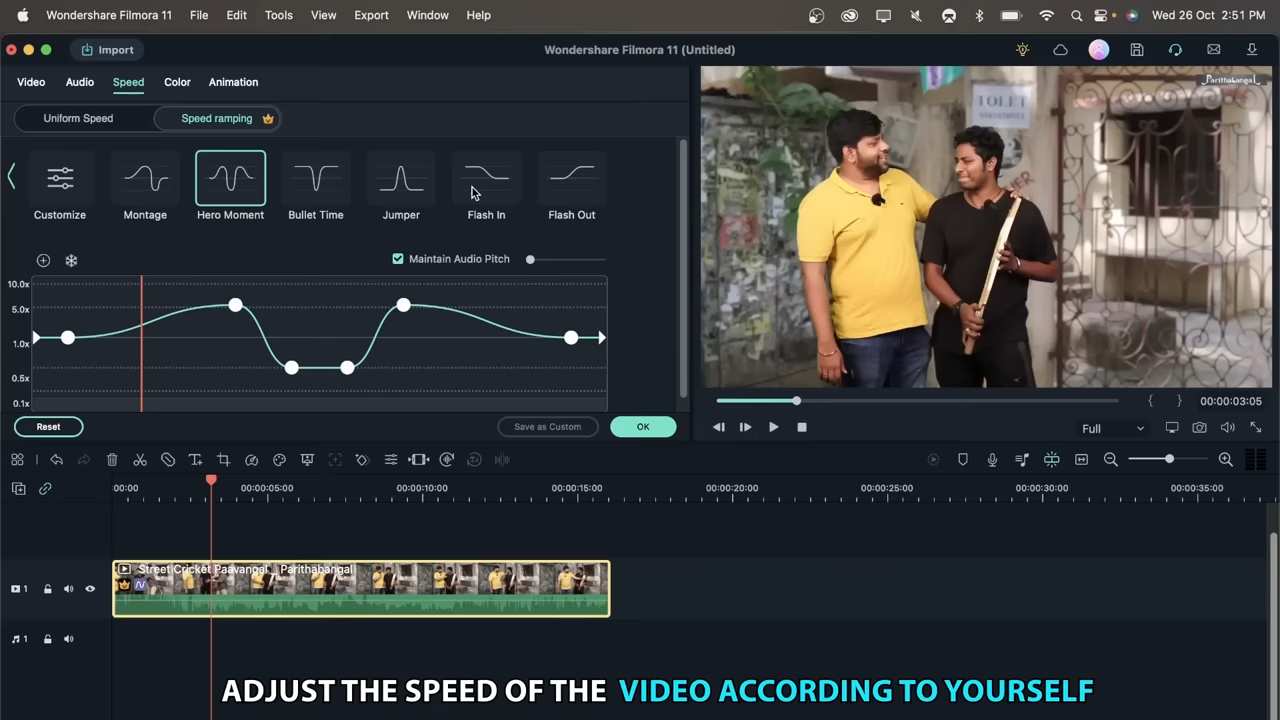 Wondershare Filmora 11 File Edit Tools View Export Window Help Wed 26 Oct 2:51 PM
Import Wondershare Filmora 11 (Untitled)
Video Audio Speed Color Animation
Parithabangal
Uniform Speed Speed ramping
TOLET
Customize Montage Hero Moment Bullet Time Jumper Flash In Flash Out
Maintain Audio Pitch
10.0x
5.0x
1.0x
0.5x
0.1x
00:00:03:05
Reset Save as Custom OK Full
00:00 00:00:05:00 00:00:10:00 00:00:15:00 00:00:20:00 00:00:25:00 00:00:30:00 00:00:35:00
Street Cricket Paavangal _ Parithabangal
1
1
ADJUST THE SPEED OF THE VIDEO ACCORDING TO YOURSELF